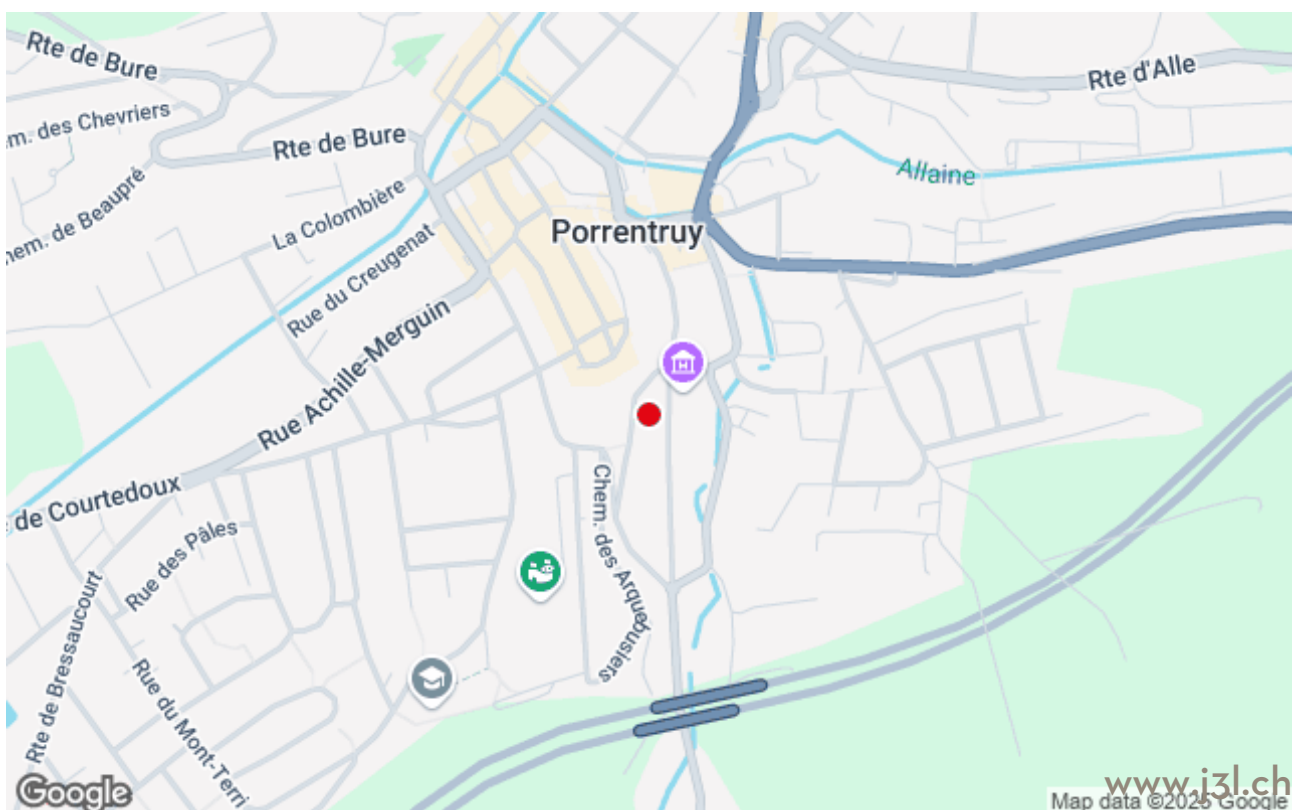 Rte de Bure
Rte d'Alle
m. des Chevriers
Rte de Bure
Allaine
hem. de Beaupré
La Colombière
Porrentruy
Rue du Creugenat
Rue Achille-Merguin
de Courtedoux
Chem. des Arquebusiers
Rue des Pâles
Rte de Bressaucourt
Rue du Mont-Terri
Google
www.j3l.ch
Map data ©2025 Google